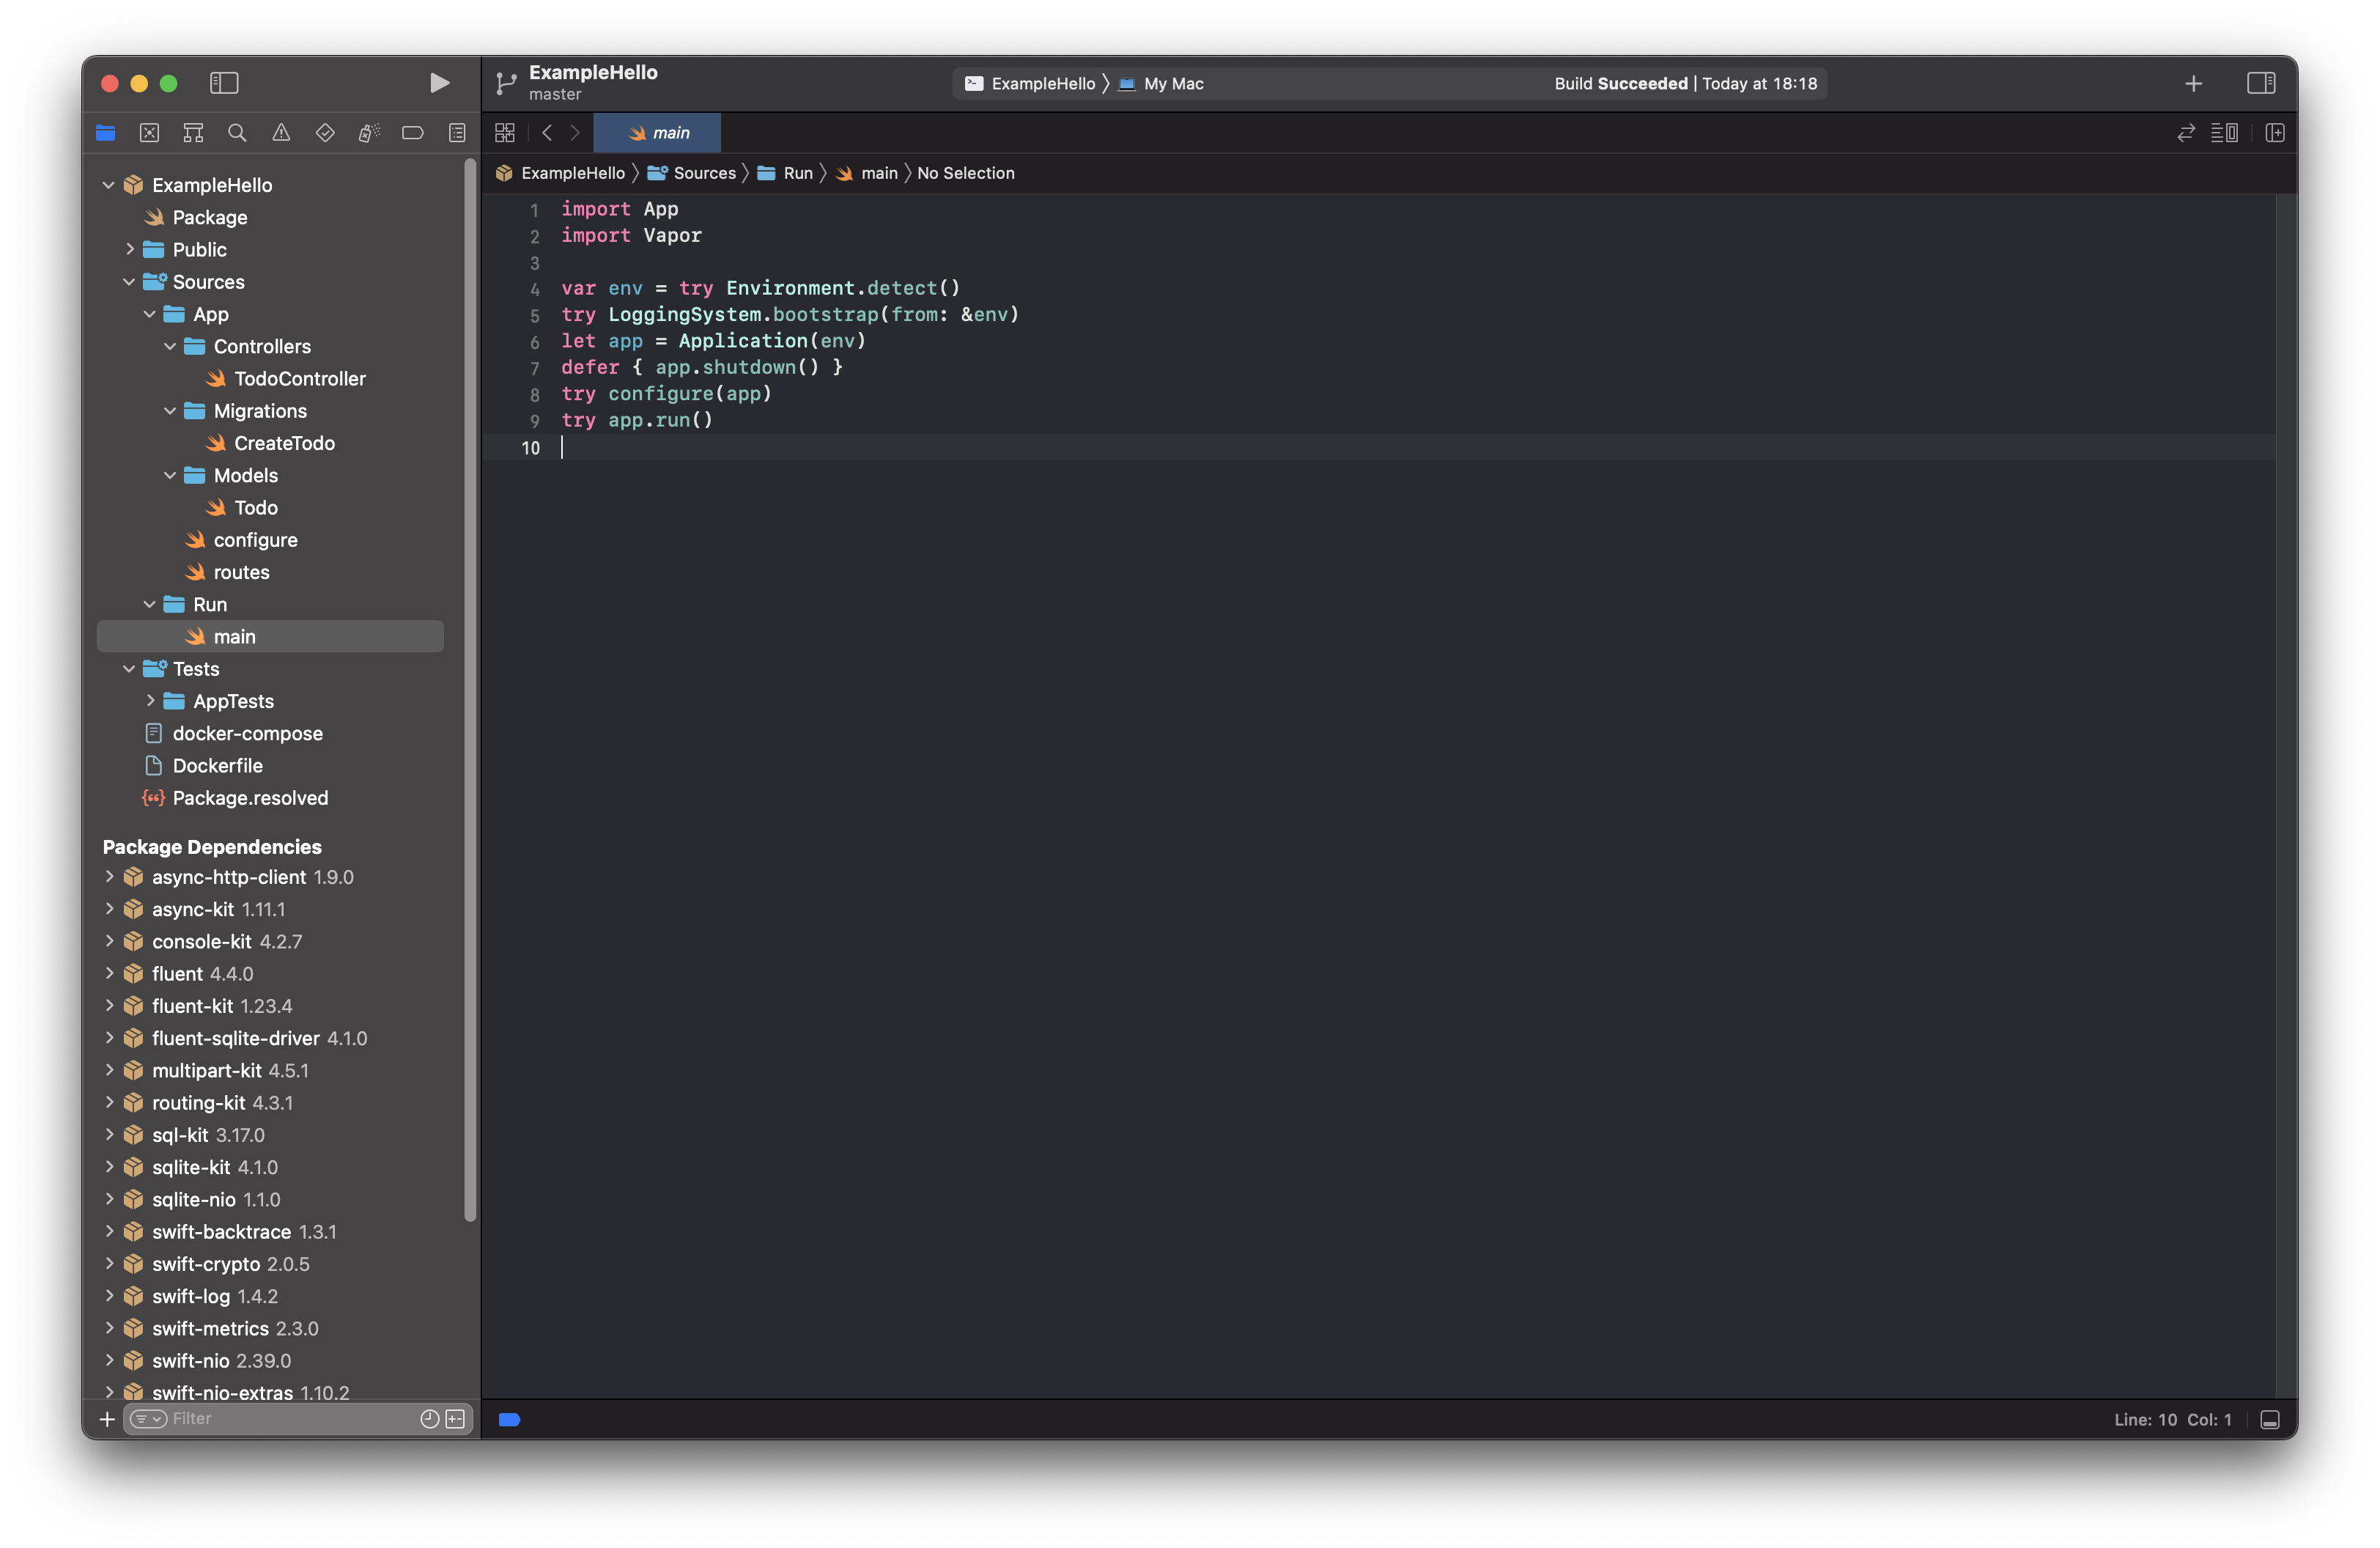 ExampleHello
master
ExampleHello
My Mac
Build Succeeded | Today at 18:18
main
ExampleHello
Sources
Run
main
No Selection
ExampleHello
Package
Public
Sources
App
Controllers
TodoController
Migrations
CreateTodo
Models
Todo
configure
routes
Run
main
Tests
AppTests
docker-compose
Dockerfile
Package.resolved
Package Dependencies
async-http-client 1.9.0
async-kit 1.11.1
console-kit 4.2.7
fluent 4.4.0
fluent-kit 1.23.4
fluent-sqlite-driver 4.1.0
multipart-kit 4.5.1
routing-kit 4.3.1
sql-kit 3.17.0
sqlite-kit 4.1.0
sqlite-nio 1.1.0
swift-backtrace 1.3.1
swift-crypto 2.0.5
swift-log 1.4.2
swift-metrics 2.3.0
swift-nio 2.39.0
swift-nio-extras 1.10.2
Filter
1 import App
2 import Vapor
3
4 var env = try Environment.detect()
5 try LoggingSystem.bootstrap(from: &env)
6 let app = Application(env)
7 defer { app.shutdown() }
8 try configure(app)
9 try app.run()
10
Line: 10 Col: 1